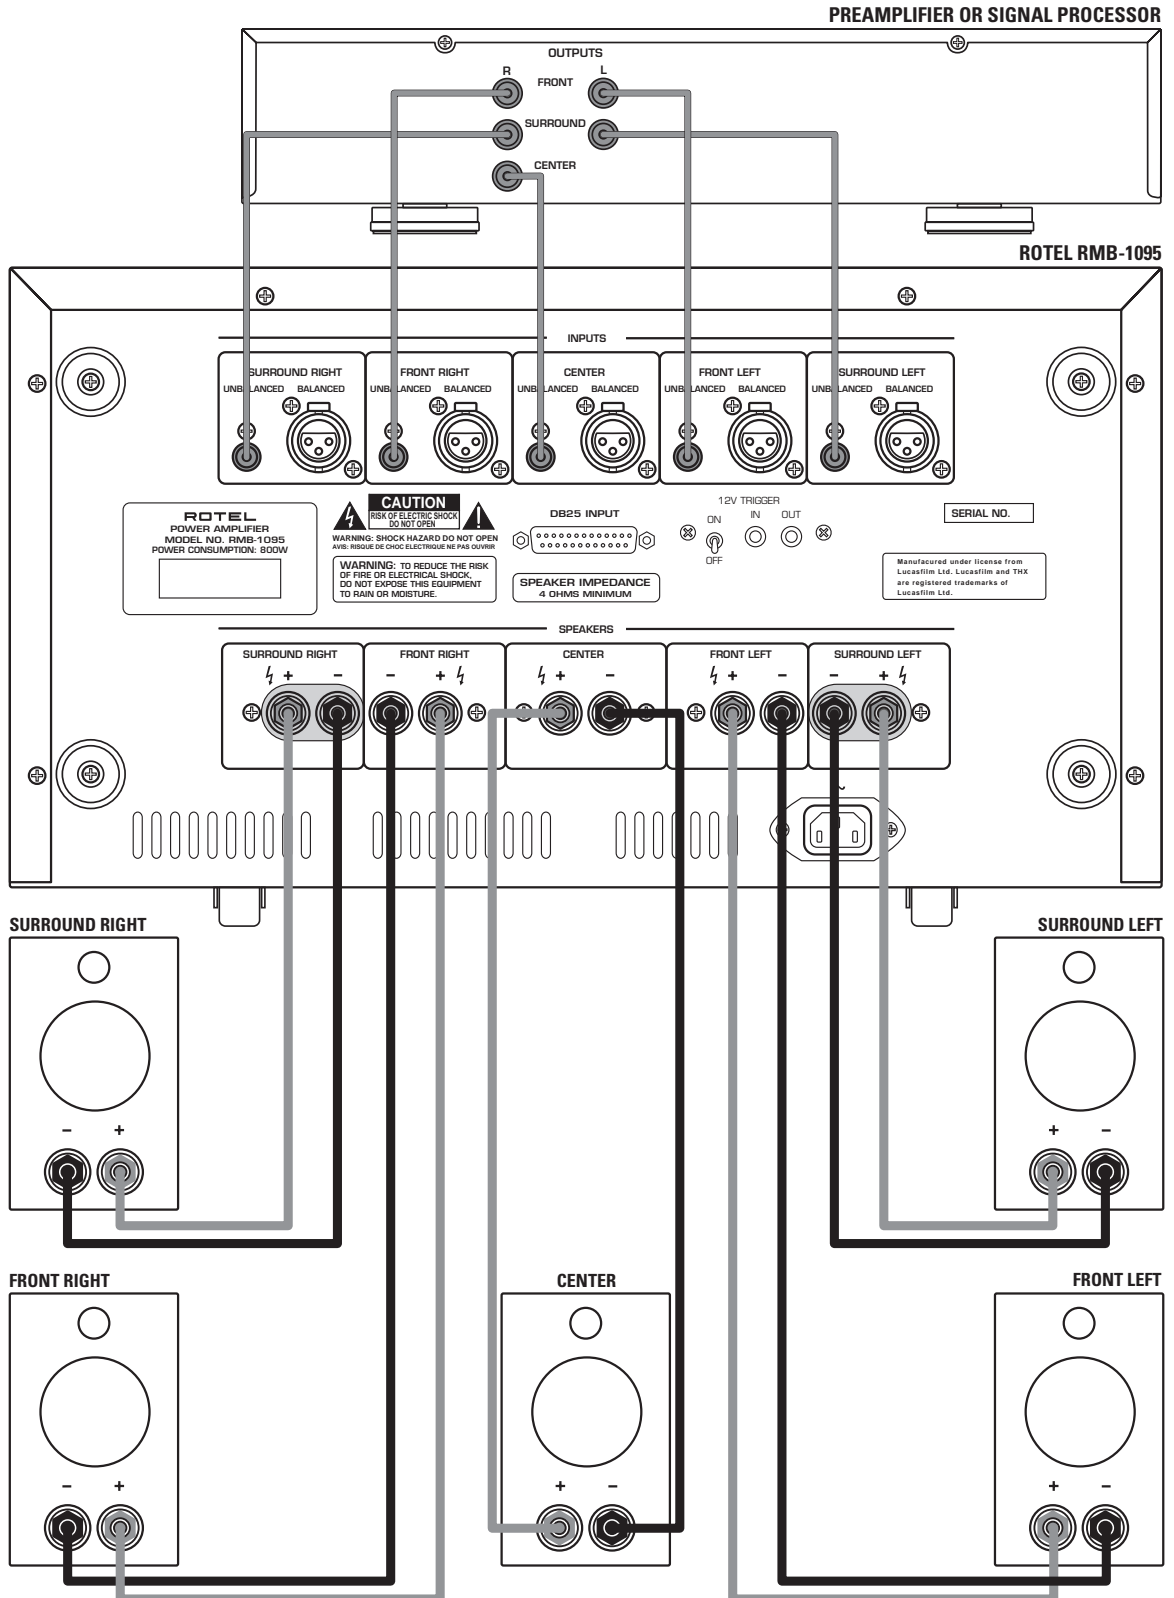 PREAMPLIFIER OR SIGNAL PROCESSOR
OUTPUTS
R L
FRONT
SURROUND
CENTER
ROTEL RMB-1095
INPUTS
SURROUND RIGHT
UNBALANCED BALANCED
FRONT RIGHT
UNBALANCED BALANCED
CENTER
UNBALANCED BALANCED
FRONT LEFT
UNBALANCED BALANCED
SURROUND LEFT
UNBALANCED BALANCED
ROTEL
POWER AMPLIFIER
MODEL NO. RMB-1095
POWER CONSUMPTION: 800W
CAUTION
RISK OF ELECTRIC SHOCK
DO NOT OPEN
WARNING: SHOCK HAZARD DO NOT OPEN
AVIS: RISQUE DE CHOC ELECTRIQUE NE PAS OUVRIR
WARNING: TO REDUCE THE RISK
OF FIRE OR ELECTRICAL SHOCK,
DO NOT EXPOSE THIS EQUIPMENT
TO RAIN OR MOISTURE.
DB25 INPUT
SPEAKER IMPEDANCE
4 OHMS MINIMUM
12V TRIGGER
ON
OFF
IN OUT
SERIAL NO.
Manufacured under license from
Lucasfilm Ltd. Lucasfilm and THX
are registered trademarks of
Lucasfilm Ltd.
SPEAKERS
SURROUND RIGHT
+ –
FRONT RIGHT
– +
CENTER
+ –
FRONT LEFT
+ –
SURROUND LEFT
– +
~
SURROUND RIGHT
– +
SURROUND LEFT
+ –
FRONT RIGHT
– +
CENTER
+ –
FRONT LEFT
+ –